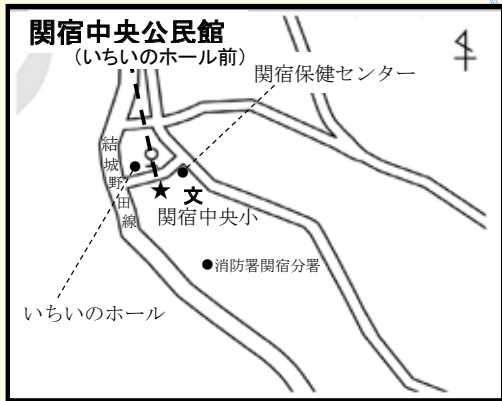 関宿中央公民館
(いちいのホール前)
関宿保健センター
結城野田線
文
関宿中央小
消防署関宿分署
いちいのホール